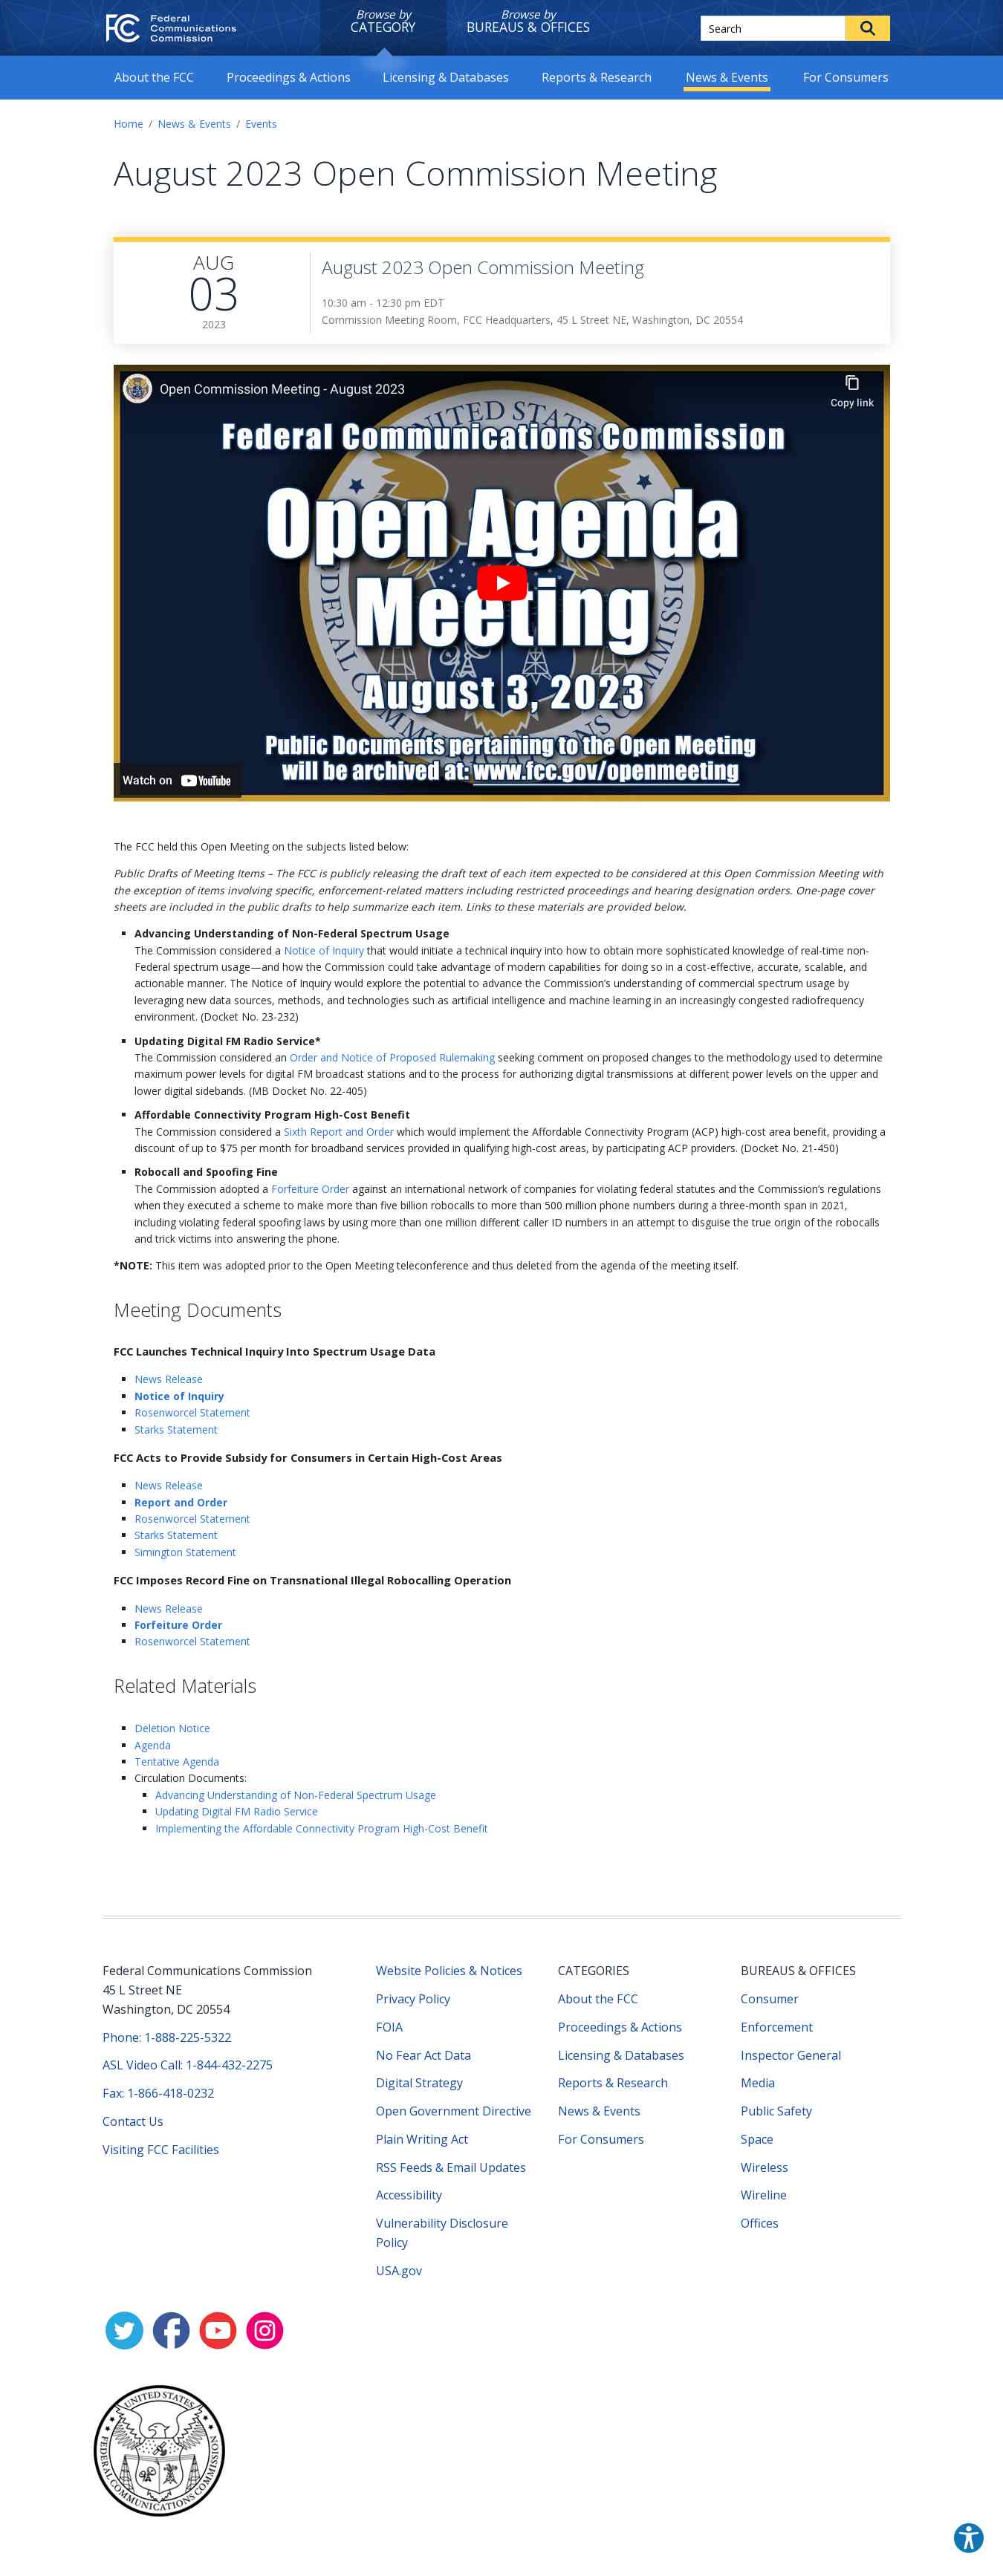 Federal
Communications
Commission
Browse by
CATEGORY
Browse by
BUREAUS & OFFICES
Search
About the FCC
Proceedings & Actions
Licensing & Databases
Reports & Research
News & Events
For Consumers
Home / News & Events / Events
August 2023 Open Commission Meeting
AUG
03
2023
August 2023 Open Commission Meeting
10:30 am - 12:30 pm EDT
Commission Meeting Room, FCC Headquarters, 45 L Street NE, Washington, DC 20554
Open Commission Meeting - August 2023
Copy link
Federal Communications Commission
Open Agenda
Meeting
August 3, 2023
Public Documents pertaining to the Open Meeting
will be archived at: www.fcc.gov/openmeeting
Watch on YouTube
The FCC held this Open Meeting on the subjects listed below:
Public Drafts of Meeting Items – The FCC is publicly releasing the draft text of each item expected to be considered at this Open Commission Meeting with
the exception of items involving specific, enforcement-related matters including restricted proceedings and hearing designation orders. One-page cover
sheets are included in the public drafts to help summarize each item. Links to these materials are provided below.
Advancing Understanding of Non-Federal Spectrum Usage
The Commission considered a Notice of Inquiry that would initiate a technical inquiry into how to obtain more sophisticated knowledge of real-time non-
Federal spectrum usage—and how the Commission could take advantage of modern capabilities for doing so in a cost-effective, accurate, scalable, and
actionable manner. The Notice of Inquiry would explore the potential to advance the Commission’s understanding of commercial spectrum usage by
leveraging new data sources, methods, and technologies such as artificial intelligence and machine learning in an increasingly congested radiofrequency
environment. (Docket No. 23-232)
Updating Digital FM Radio Service*
The Commission considered an Order and Notice of Proposed Rulemaking seeking comment on proposed changes to the methodology used to determine
maximum power levels for digital FM broadcast stations and to the process for authorizing digital transmissions at different power levels on the upper and
lower digital sidebands. (MB Docket No. 22-405)
Affordable Connectivity Program High-Cost Benefit
The Commission considered a Sixth Report and Order which would implement the Affordable Connectivity Program (ACP) high-cost area benefit, providing a
discount of up to $75 per month for broadband services provided in qualifying high-cost areas, by participating ACP providers. (Docket No. 21-450)
Robocall and Spoofing Fine
The Commission adopted a Forfeiture Order against an international network of companies for violating federal statutes and the Commission’s regulations
when they executed a scheme to make more than five billion robocalls to more than 500 million phone numbers during a three-month span in 2021,
including violating federal spoofing laws by using more than one million different caller ID numbers in an attempt to disguise the true origin of the robocalls
and trick victims into answering the phone.
*NOTE: This item was adopted prior to the Open Meeting teleconference and thus deleted from the agenda of the meeting itself.
Meeting Documents
FCC Launches Technical Inquiry Into Spectrum Usage Data
News Release
Notice of Inquiry
Rosenworcel Statement
Starks Statement
FCC Acts to Provide Subsidy for Consumers in Certain High-Cost Areas
News Release
Report and Order
Rosenworcel Statement
Starks Statement
Simington Statement
FCC Imposes Record Fine on Transnational Illegal Robocalling Operation
News Release
Forfeiture Order
Rosenworcel Statement
Related Materials
Deletion Notice
Agenda
Tentative Agenda
Circulation Documents:
Advancing Understanding of Non-Federal Spectrum Usage
Updating Digital FM Radio Service
Implementing the Affordable Connectivity Program High-Cost Benefit
Federal Communications Commission
45 L Street NE
Washington, DC 20554
Phone: 1-888-225-5322
ASL Video Call: 1-844-432-2275
Fax: 1-866-418-0232
Contact Us
Visiting FCC Facilities
Website Policies & Notices
Privacy Policy
FOIA
No Fear Act Data
Digital Strategy
Open Government Directive
Plain Writing Act
RSS Feeds & Email Updates
Accessibility
Vulnerability Disclosure
Policy
USA.gov
CATEGORIES
About the FCC
Proceedings & Actions
Licensing & Databases
Reports & Research
News & Events
For Consumers
BUREAUS & OFFICES
Consumer
Enforcement
Inspector General
Media
Public Safety
Space
Wireless
Wireline
Offices
UNITED STATES
FEDERAL COMMUNICATIONS COMMISSION